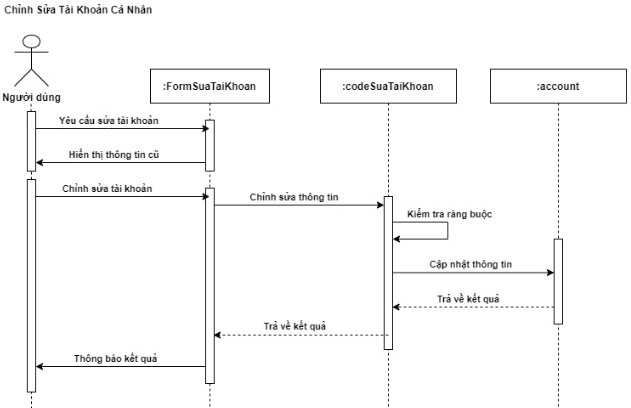 Chỉnh Sửa Tài Khoản Cá Nhân
Người dùng
:FormSuaTaiKhoan
:codeSuaTaiKhoan
:account
Yêu cầu sửa tài khoản
Hiển thị thông tin cũ
Chỉnh sửa tài khoản
Chỉnh sửa thông tin
Kiểm tra ràng buộc
Cập nhật thông tin
Trả về kết quả
Trả về kết quả
Thông báo kết quả